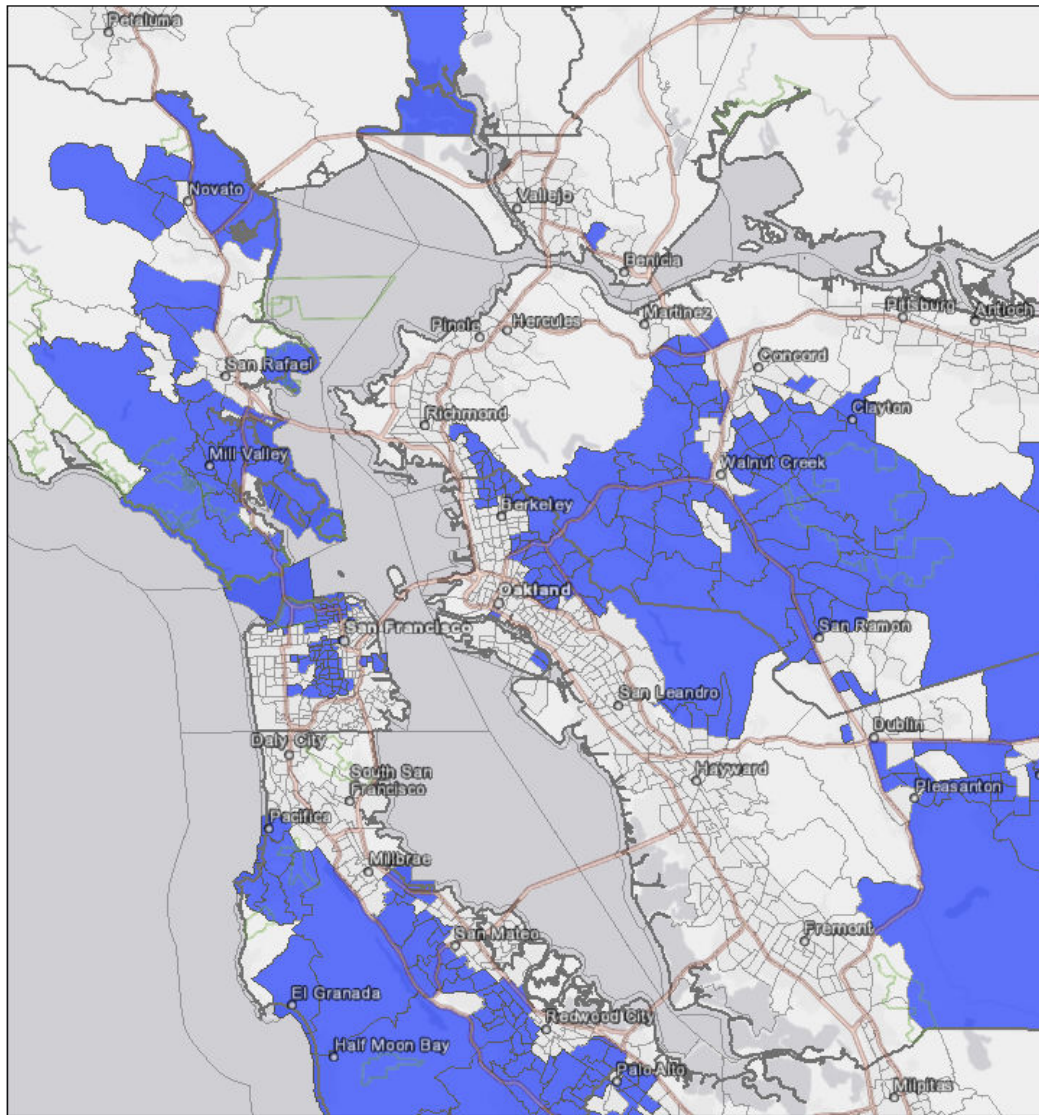 Petaluma
Novato
Vallejo
Benicia
Pinole
Hercules
Martinez
Pittsburg
Antioch
San Rafael
Concord
Richmond
Clayton
Mill Valley
Walnut Creek
Berkeley
Oakland
San Francisco
San Ramon
San Leandro
Daly City
Dublin
South San
Francisco
Hayward
Pleasanton
Pacifica
Millbrae
San Mateo
Fremont
El Granada
Redwood City
Half Moon Bay
Palo Alto
Milpitas